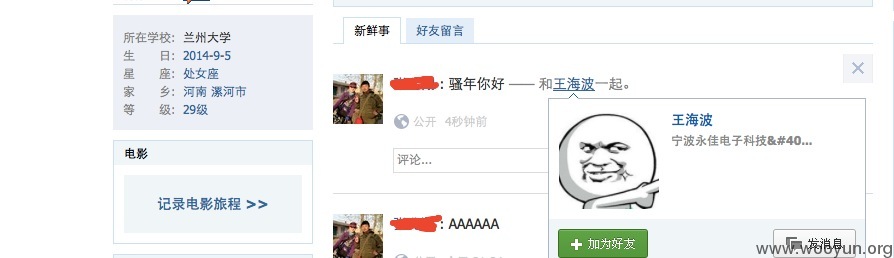 所在学校: 兰州大学
生 日: 2014-9-5
星 座: 处女座
家 乡: 河南 漯河市
等 级: 29级
电影
记录电影旅程 >>
新鲜事
好友留言
: 骚年你好 —— 和王海波一起。
公开 4秒钟前
评论...
王海波
宁波永佳电子科技&#40...
加为好友
发消息
: AAAAAA
www.wooyun.org